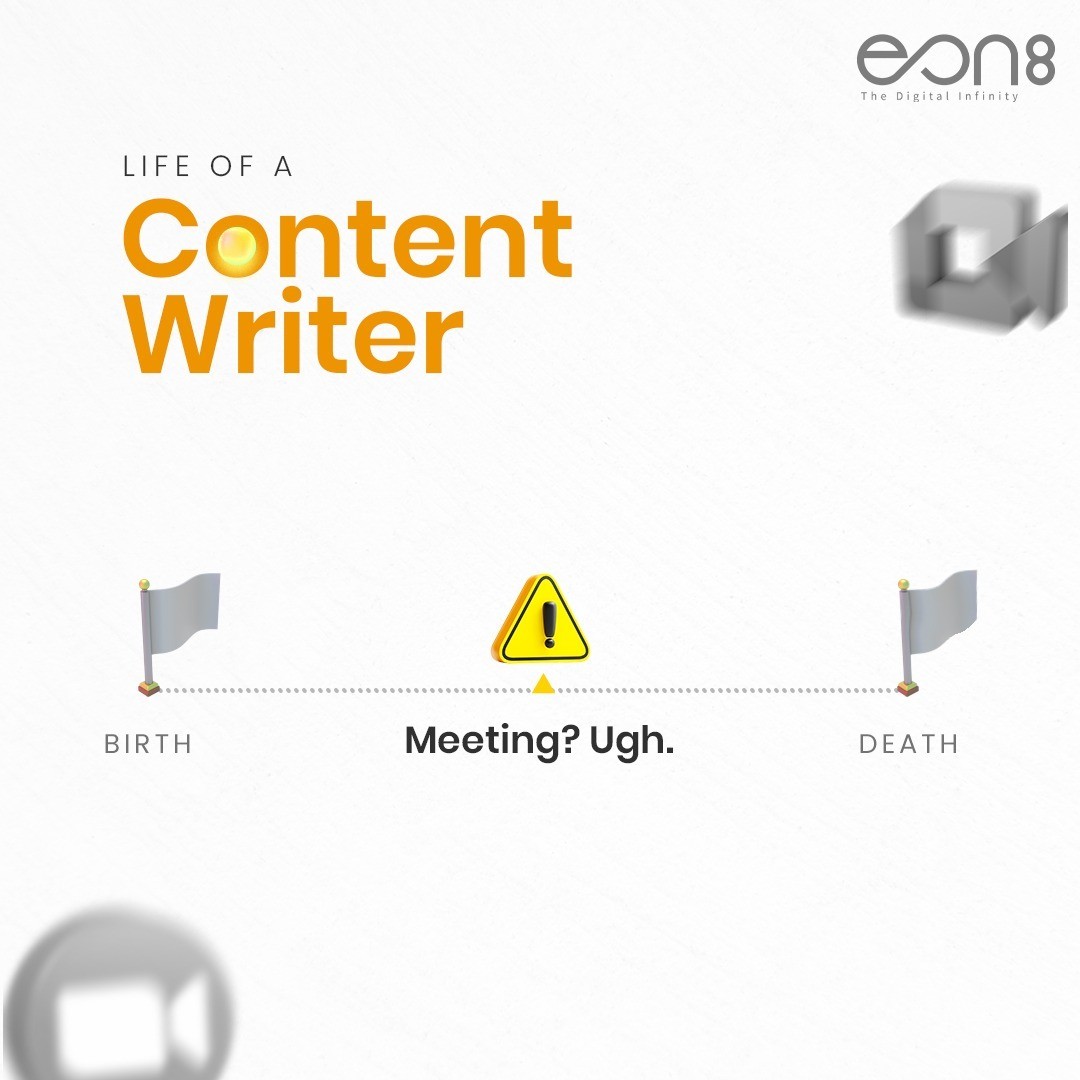 eon8
The Digital Infinity
LIFE OF A
Content
Writer
BIRTH
Meeting? Ugh.
DEATH